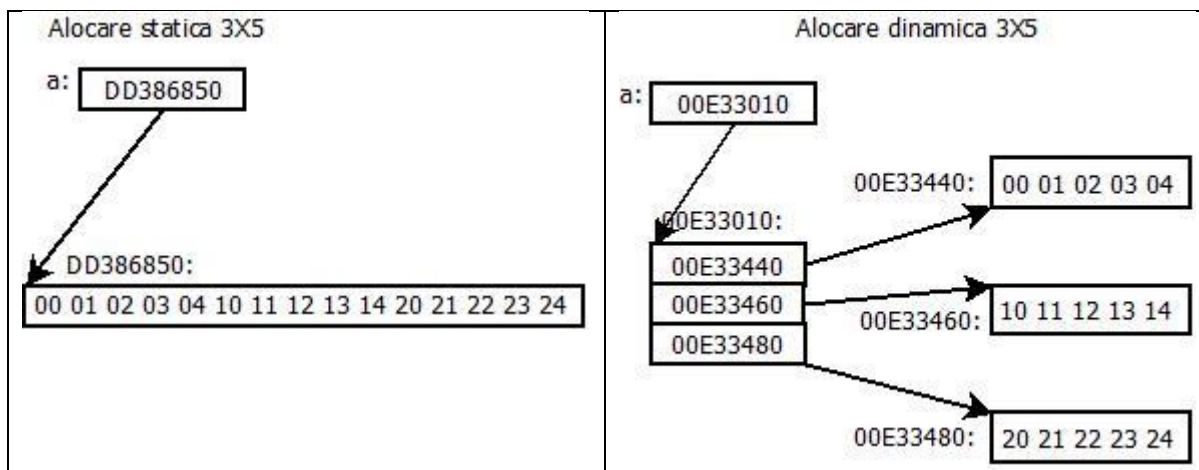 Alocare statica 3X5
a: DD386850
DD386850:
00 01 02 03 04 10 11 12 13 14 20 21 22 23 24
Alocare dinamica 3X5
a: 00E33010
00E33010:
00E33440
00E33460
00E33480
00E33440: 00 01 02 03 04
00E33460: 10 11 12 13 14
00E33480: 20 21 22 23 24